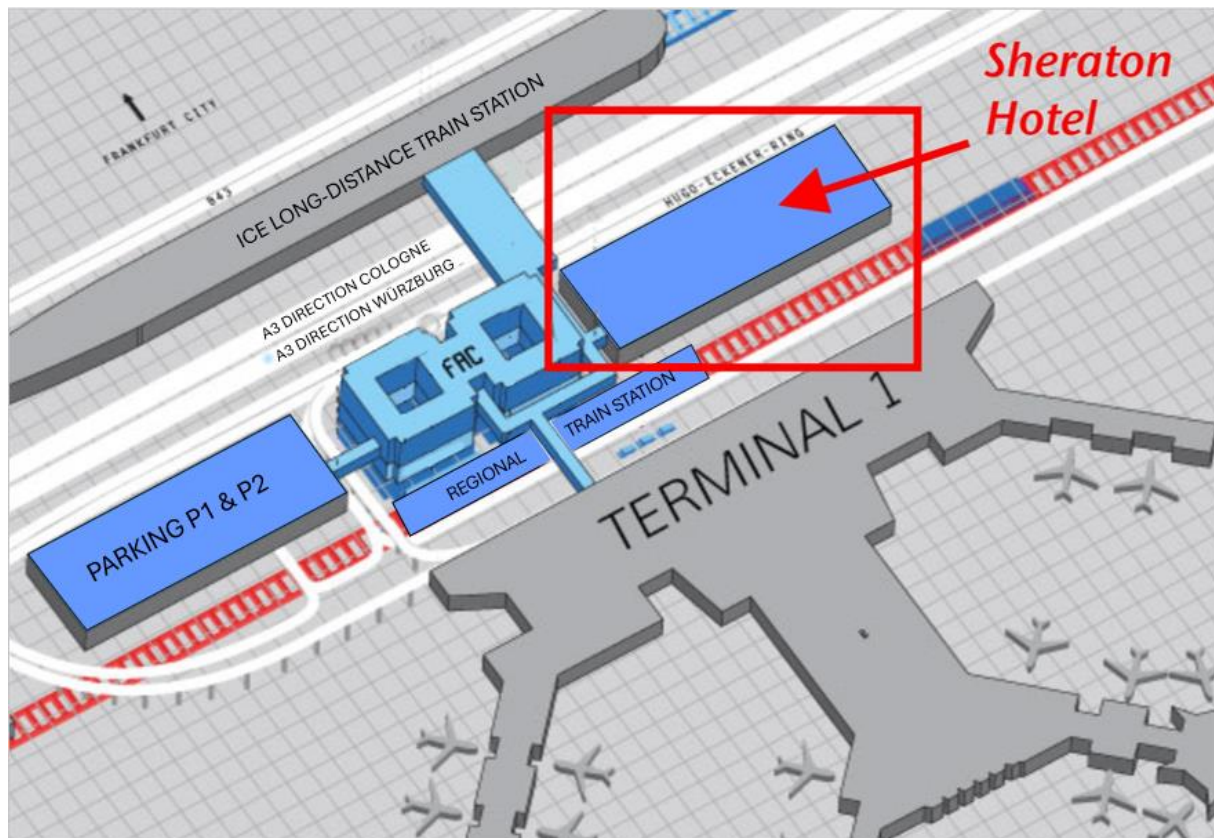 Sheraton
Hotel
FRANKFURT CITY
B43
ICE LONG-DISTANCE TRAIN STATION
HUGO-ECKENER-RING
A3 DIRECTION COLOGNE
A3 DIRECTION WÜRZBURG
FAC
TRAIN STATION
REGIONAL
TERMINAL 1
PARKING P1 & P2